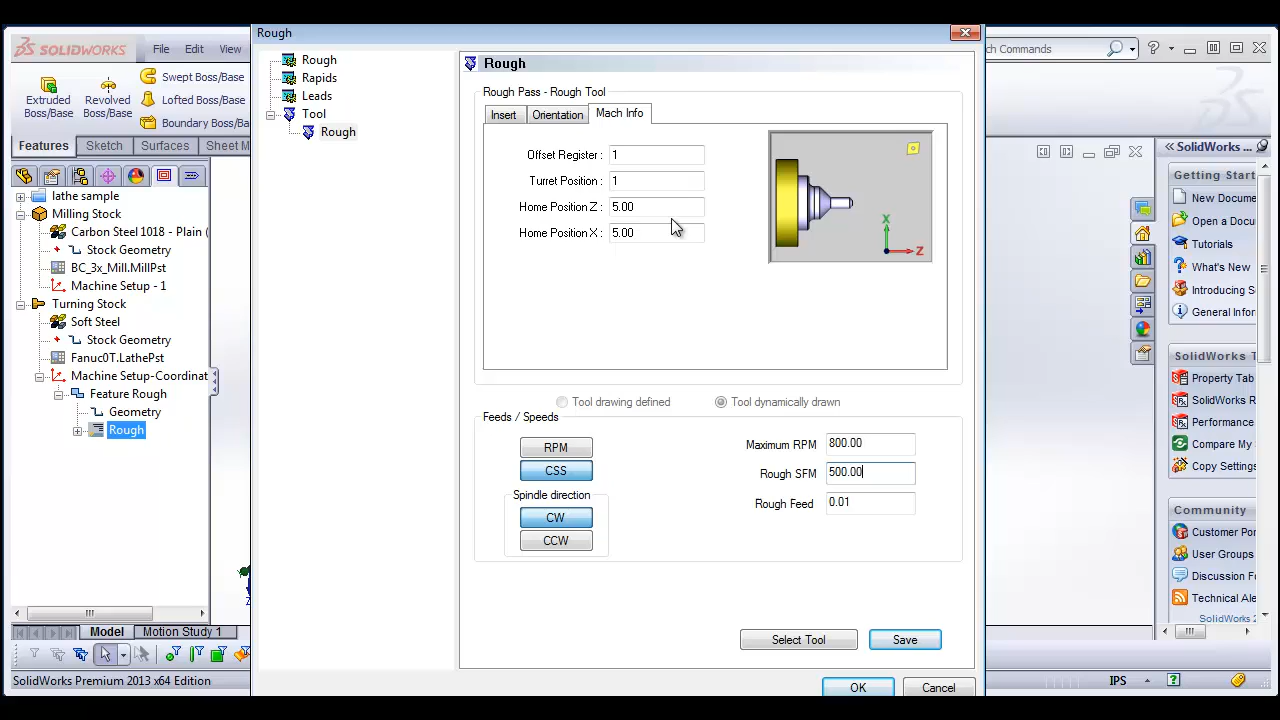 Rough
SOLIDWORKS
File Edit View
ch Commands
Extruded Boss/Base
Revolved Boss/Base
Swept Boss/Base
Lofted Boss/Base
Boundary Boss/Ba
Features Sketch Surfaces Sheet M
lathe sample
Milling Stock
Carbon Steel 1018 - Plain (
Stock Geometry
BC_3x_Mill.MillPst
Machine Setup - 1
Turning Stock
Soft Steel
Stock Geometry
Fanuc0T.LathePst
Machine Setup-Coordinat
Feature Rough
Geometry
Rough
Model Motion Study 1
SolidWorks Premium 2013 x64 Edition
Rough
Rapids
Leads
Tool
Rough
Rough
Rough Pass - Rough Tool
Insert Orientation Mach Info
Offset Register : 1
Turret Position : 1
Home Position Z : 5.00
Home Position X : 5.00
X
Z
Tool drawing defined Tool dynamically drawn
Feeds / Speeds
RPM
CSS
Spindle direction
CW
CCW
Maximum RPM 800.00
Rough SFM 500.00
Rough Feed 0.01
Select Tool Save
OK Cancel
SolidWorks
Getting Star
New Docume
Open a Docu
Tutorials
What's New
Introducing S
General Infor
SolidWorks T
Property Tab
SolidWorks R
Performance
Compare My
Copy Settings
Community
Customer Por
User Groups
Discussion F
Technical Ale
SolidWorks 2
IPS